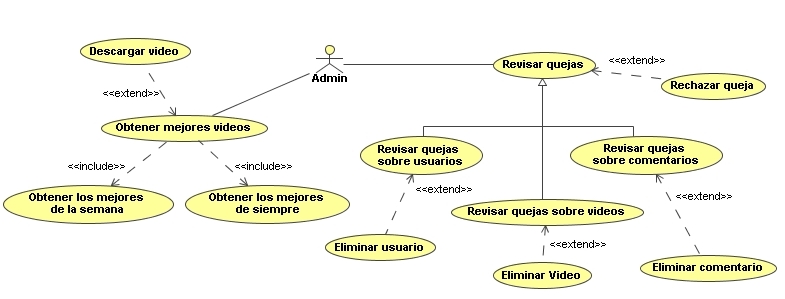 Descargar video
Admin
Revisar quejas
<<extend>>
Rechazar queja
<<extend>>
Obtener mejores videos
<<include>>
<<include>>
Obtener los mejores
de la semana
Obtener los mejores
de siempre
Revisar quejas
sobre usuarios
Revisar quejas
sobre comentarios
<<extend>>
<<extend>>
Revisar quejas sobre videos
Eliminar usuario
<<extend>>
Eliminar Video
Eliminar comentario